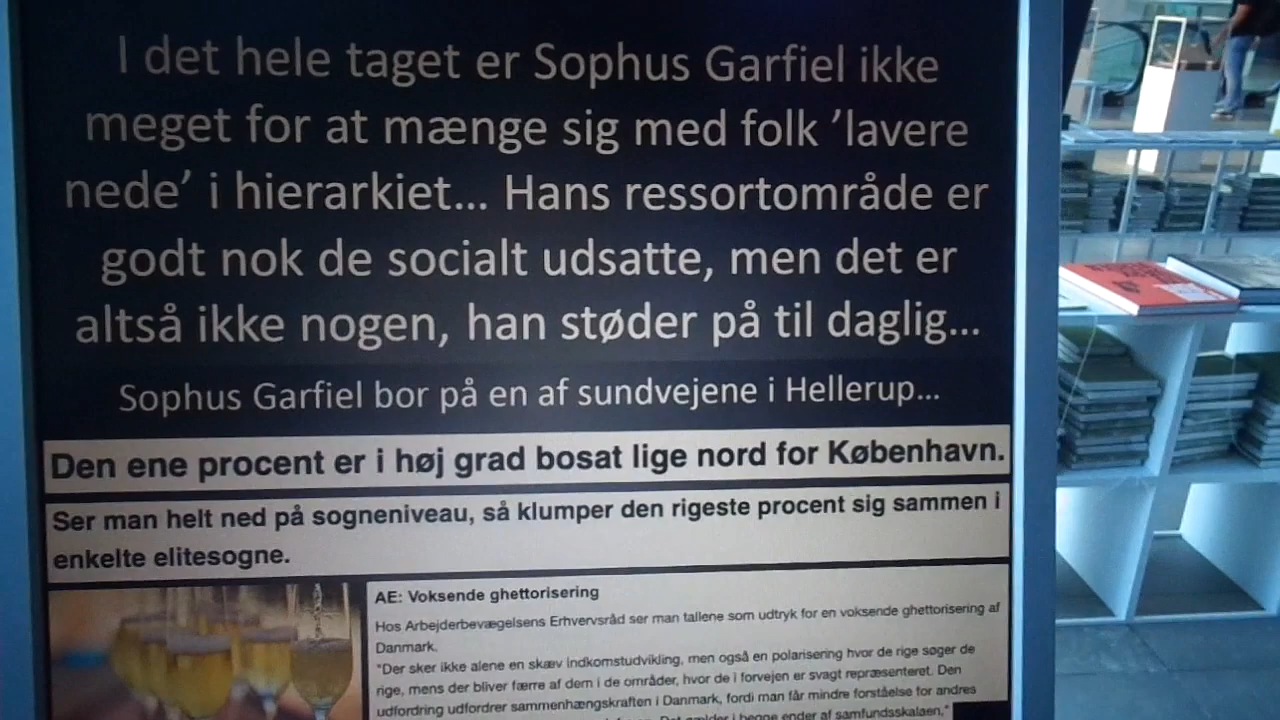 I det hele taget er Sophus Garfiel ikke
meget for at mænge sig med folk ’lavere
nede’ i hierarkiet... Hans ressortområde er
godt nok de socialt udsatte, men det er
altså ikke nogen, han støder på til daglig...
Sophus Garfiel bor på en af sundvejene i Hellerup...
Den ene procent er i høj grad bosat lige nord for København.
Ser man helt ned på sogneniveau, så klumper den rigeste procent sig sammen i
enkelte elitesogne.
AE: Voksende ghettorisering
Hos Arbejderbevægelsens Erhvervsråd ser man tallene som udtryk for en voksende ghettorisering af
Danmark.
"Der sker ikke alene en skæv indkomstudvikling, men også en polarisering hvor de rige søger de
rige, mens der bliver færre af dem i de områder, hvor de i forvejen er svagt repræsenteret. Den
udfordring udfordrer sammenhængskraften i Danmark, fordi man får mindre forståelse for andres
Det gælder i begge ender af samfundsskalaen,"